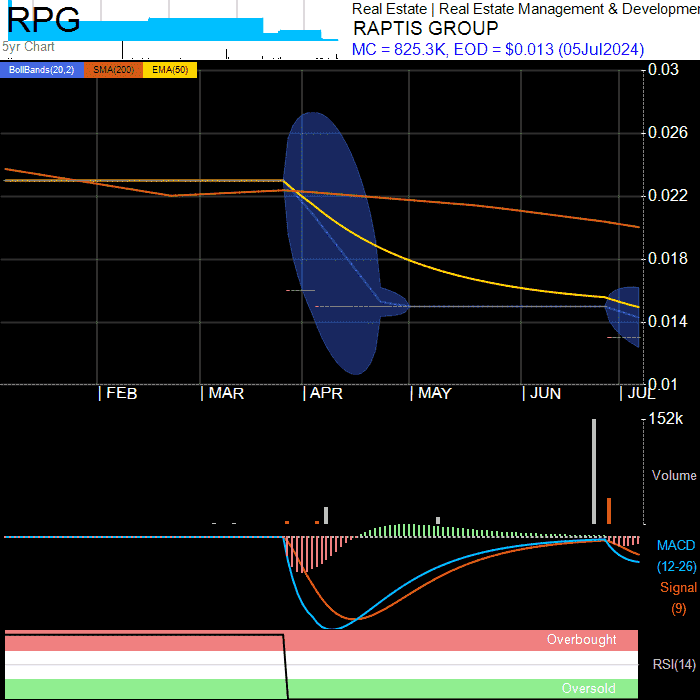 RPG
Real Estate | Real Estate Management & Developmen
RAPTIS GROUP
5yr Chart
MC = 825.3K, EOD = $0.013 (05Jul2024)
BollBands(20,2) SMA(200) EMA(50)
0.03
0.026
0.022
0.018
0.014
0.01
| FEB | MAR | APR | MAY | JUN | JUL
152k
Volume
MACD
(12-26)
Signal
(9)
Overbought
RSI(14)
Oversold